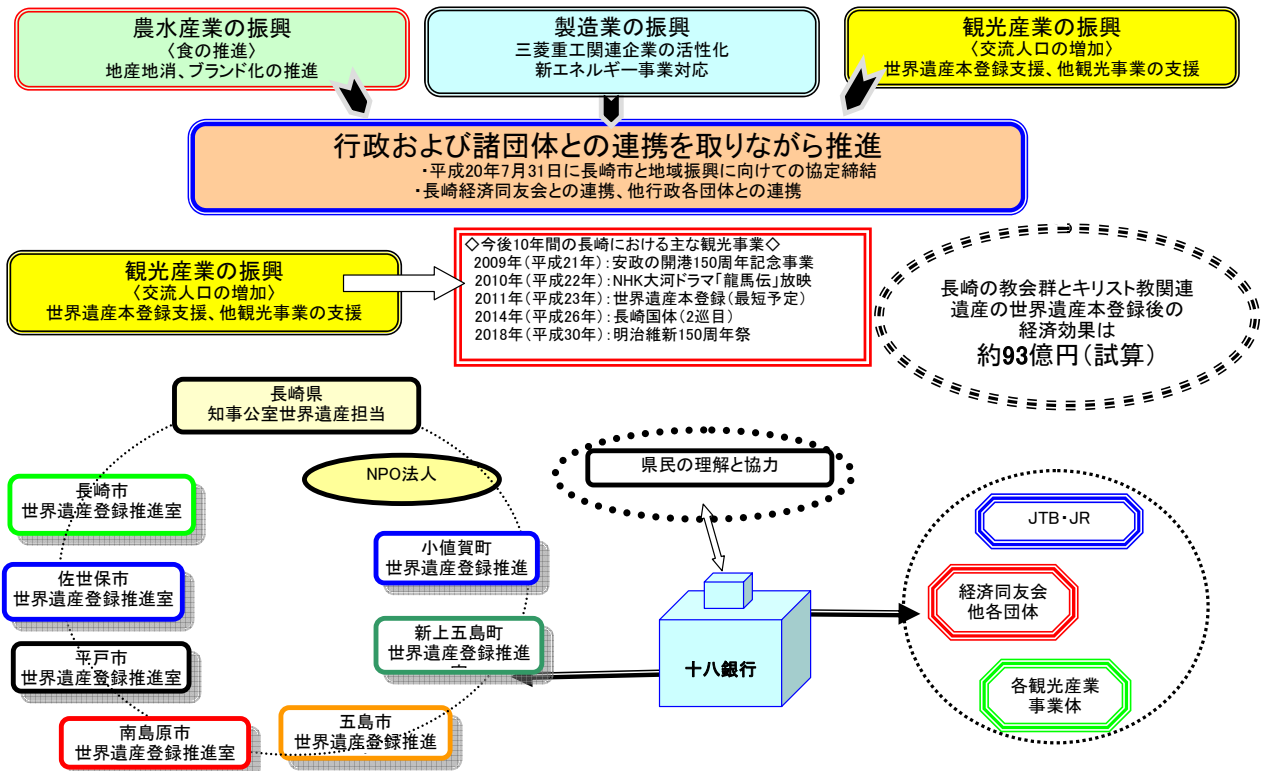 農水産業の振興
〈食の推進〉
地産地消、ブランド化の推進
製造業の振興
三菱重工関連企業の活性化
新エネルギー事業対応
観光産業の振興
〈交流人口の増加〉
世界遺産本登録支援、他観光事業の支援
行政および諸団体との連携を取りながら推進
・平成20年7月31日に長崎市と地域振興に向けての協定締結
・長崎経済同友会との連携、他行政各団体との連携
観光産業の振興
〈交流人口の増加〉
世界遺産本登録支援、他観光事業の支援
◇今後10年間の長崎における主な観光事業◇
2009年(平成21年):安政の開港150周年記念事業
2010年(平成22年):NHK大河ドラマ「龍馬伝」放映
2011年(平成23年):世界遺産本登録(最短予定)
2014年(平成26年):長崎国体(2巡目)
2018年(平成30年):明治維新150周年祭
長崎の教会群とキリスト教関連
遺産の世界遺産本登録後の
経済効果は
約93億円(試算)
長崎県
知事公室世界遺産担当
NPO法人
長崎市
世界遺産登録推進室
佐世保市
世界遺産登録推進室
平戸市
世界遺産登録推進室
南島原市
世界遺産登録推進室
小値賀町
世界遺産登録推進
新上五島町
世界遺産登録推進
五島市
世界遺産登録推進
県民の理解と協力
十八銀行
JTB・JR
経済同友会
他各団体
各観光産業
事業体